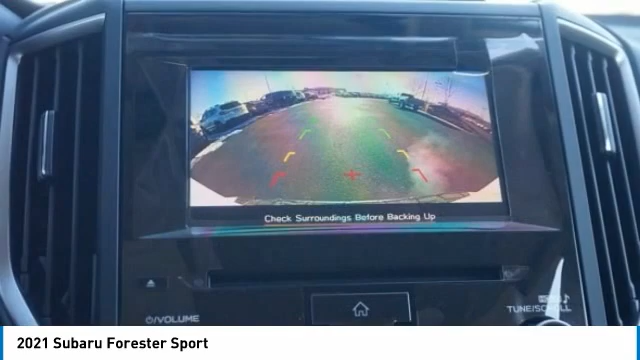 Check Surroundings Before Backing Up
VOLUME
TUNE/SCROLL
2021 Subaru Forester Sport